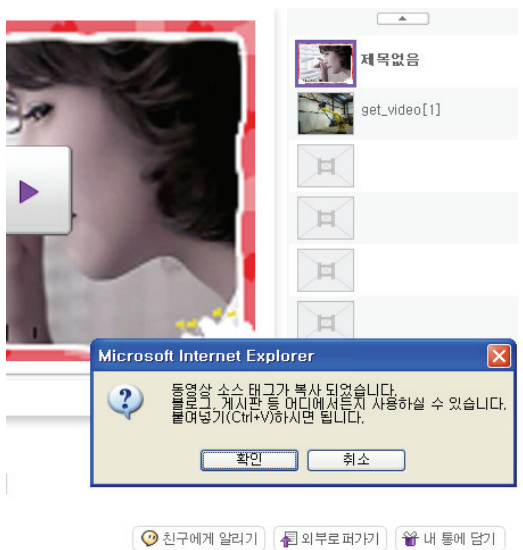 제목없음
get_video[1]
Microsoft Internet Explorer
동영상 소스 태그가 복사 되었습니다.
블로그, 게시판 등 어디에서든지 사용하실 수 있습니다.
붙여넣기(Ctrl+V)하시면 됩니다.
확인
취소
친구에게 알리기
외부로퍼가기
내 통에 담기